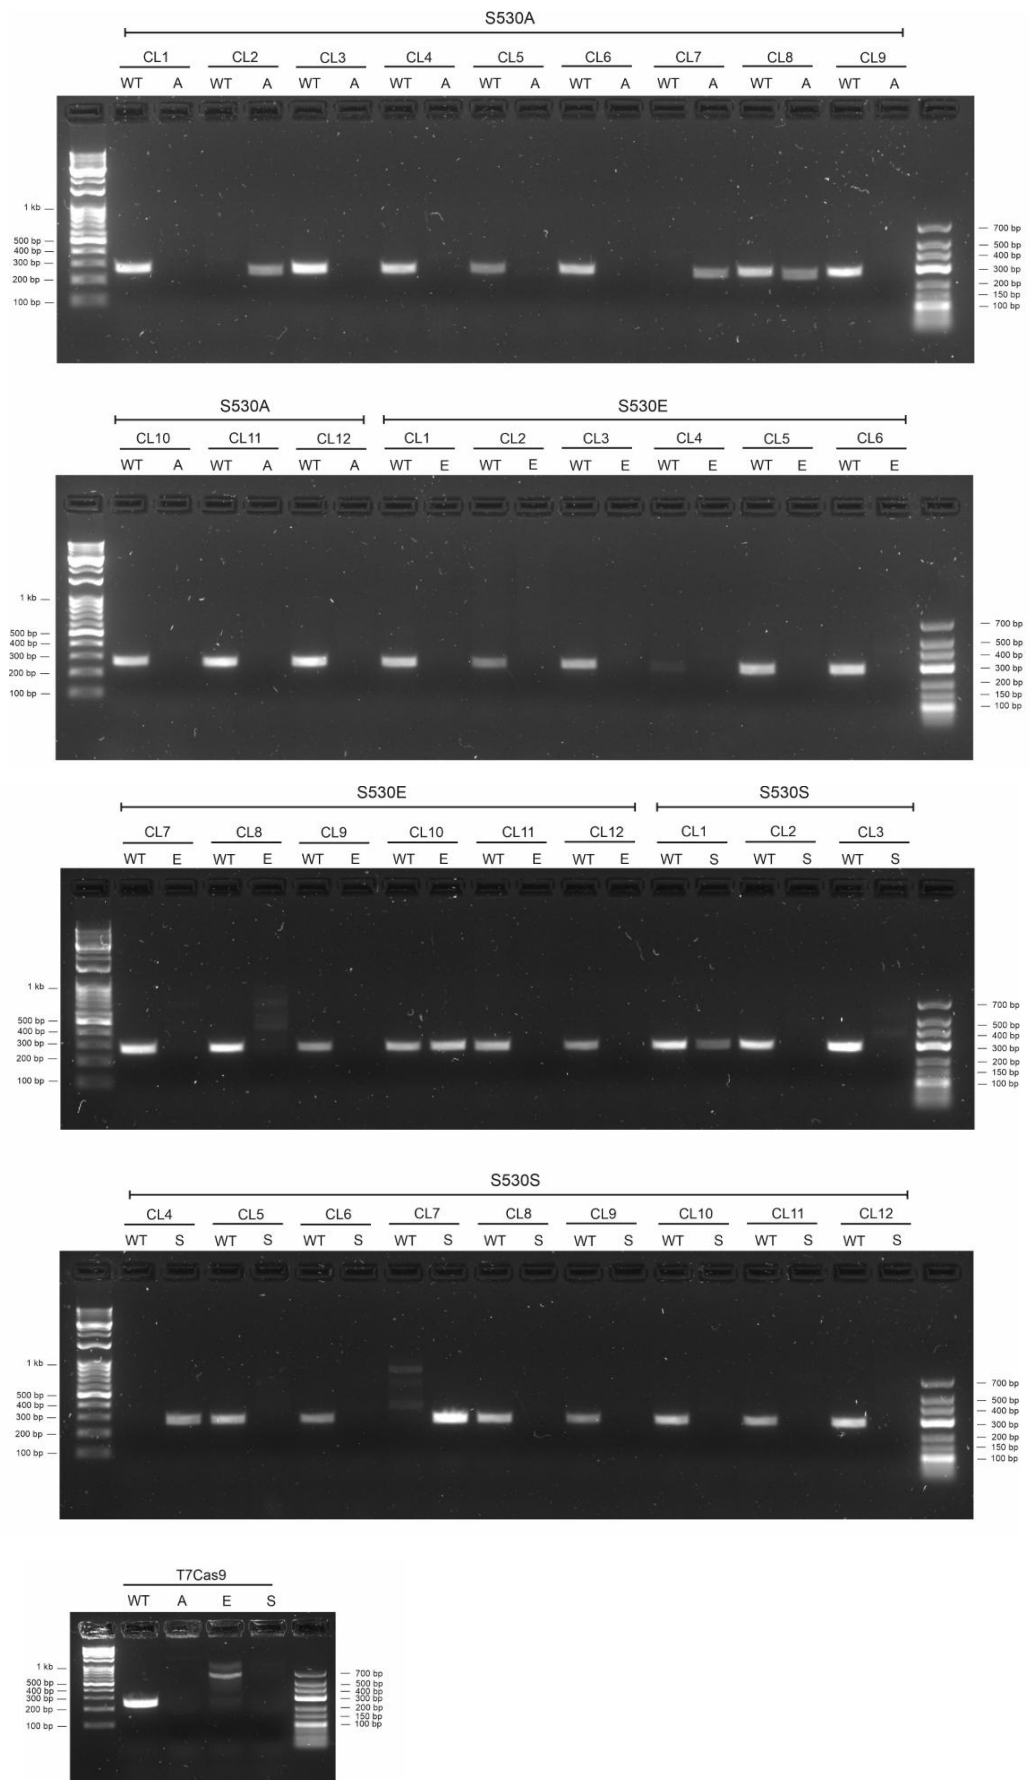 S530A
CL1 CL2 CL3 CL4 CL5 CL6 CL7 CL8 CL9
WT A WT A WT A WT A WT A WT A WT A WT A WT A
1 kb
500 bp
400 bp
300 bp
200 bp
100 bp
700 bp
500 bp
400 bp
300 bp
200 bp
150 bp
100 bp
S530A S530E
CL10 CL11 CL12 CL1 CL2 CL3 CL4 CL5 CL6
WT A WT A WT A WT E WT E WT E WT E WT E WT E
1 kb
500 bp
400 bp
300 bp
200 bp
100 bp
700 bp
500 bp
400 bp
300 bp
200 bp
150 bp
100 bp
S530E S530S
CL7 CL8 CL9 CL10 CL11 CL12 CL1 CL2 CL3
WT E WT E WT E WT E WT E WT E WT S WT S WT S
1 kb
500 bp
400 bp
300 bp
200 bp
100 bp
700 bp
500 bp
400 bp
300 bp
200 bp
150 bp
100 bp
S530S
CL4 CL5 CL6 CL7 CL8 CL9 CL10 CL11 CL12
WT S WT S WT S WT S WT S WT S WT S WT S WT S
1 kb
500 bp
400 bp
300 bp
200 bp
100 bp
700 bp
500 bp
400 bp
300 bp
200 bp
150 bp
100 bp
T7Cas9
WT A E S
1 kb
500 bp
400 bp
300 bp
200 bp
100 bp
700 bp
500 bp
400 bp
300 bp
200 bp
150 bp
100 bp